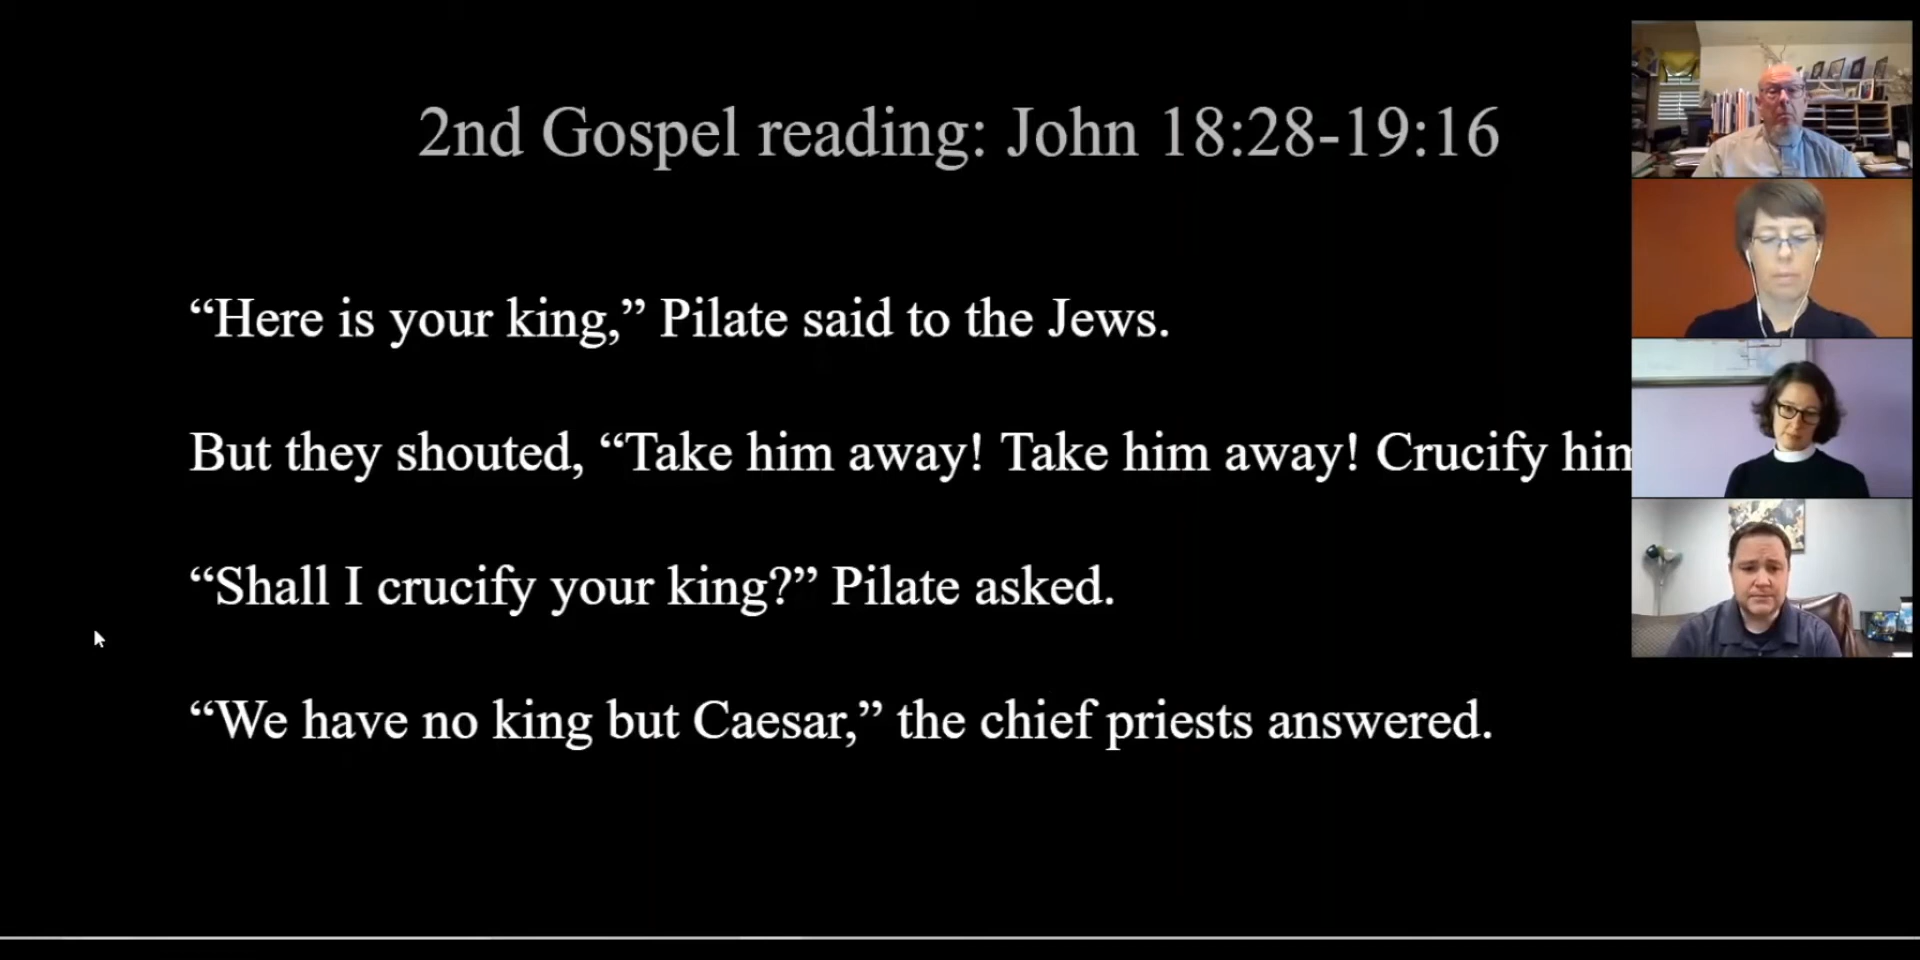 2nd Gospel reading: John 18:28-19:16
“Here is your king,” Pilate said to the Jews.
But they shouted, “Take him away! Take him away! Crucify him
“Shall I crucify your king?” Pilate asked.
“We have no king but Caesar,” the chief priests answered.